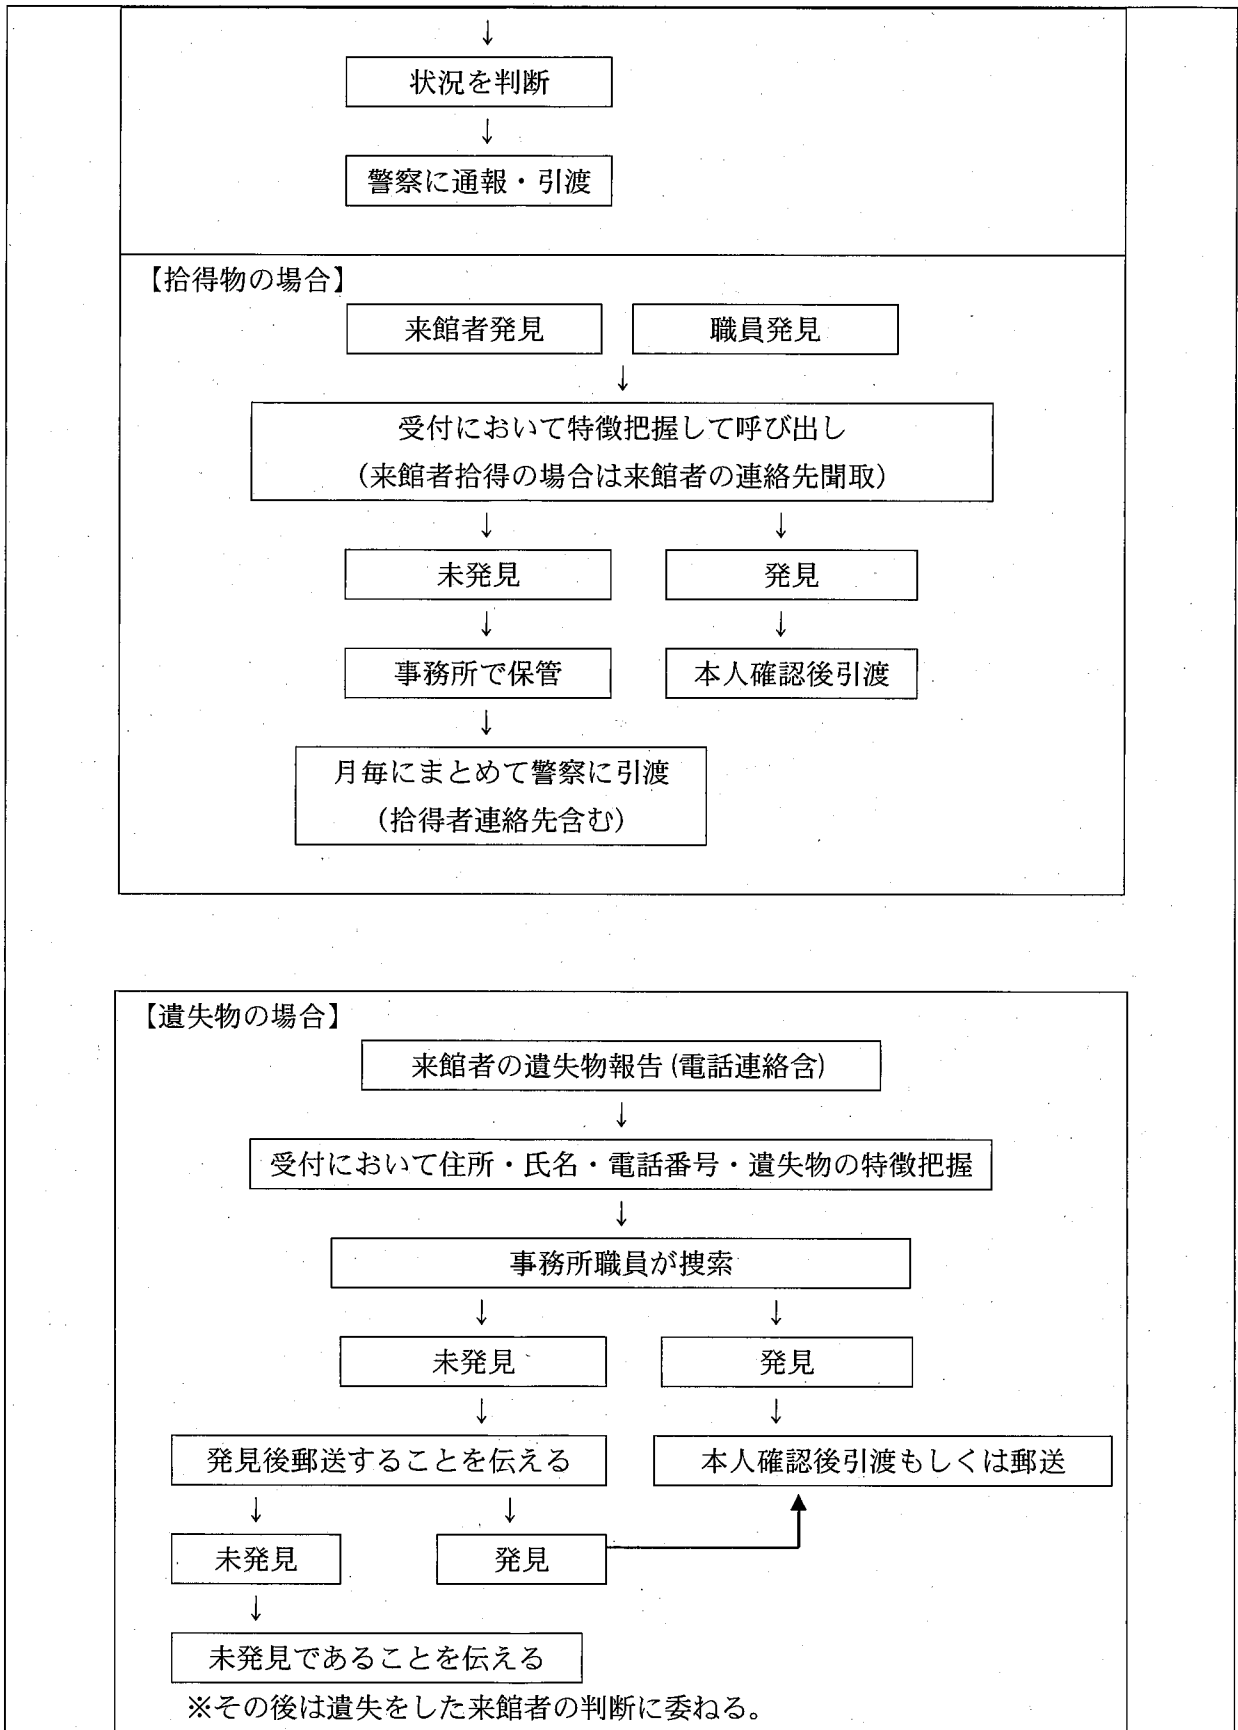 ↓
状況を判断
↓
警察に通報・引渡
【拾得物の場合】
来館者発見 職員発見
↓
受付において特徴把握して呼び出し
（来館者拾得の場合は来館者の連絡先聞取）
↓ ↓
未発見 発見
↓ ↓
事務所で保管 本人確認後引渡
↓
月毎にまとめて警察に引渡
（拾得者連絡先含む）
【遺失物の場合】
来館者の遺失物報告(電話連絡含)
↓
受付において住所・氏名・電話番号・遺失物の特徴把握
↓
事務所職員が捜索
↓ ↓
未発見 発見
↓ ↓
発見後郵送することを伝える 本人確認後引渡もしくは郵送
↓ ↓
未発見 発見
↓
未発見であることを伝える
※その後は遺失をした来館者の判断に委ねる。